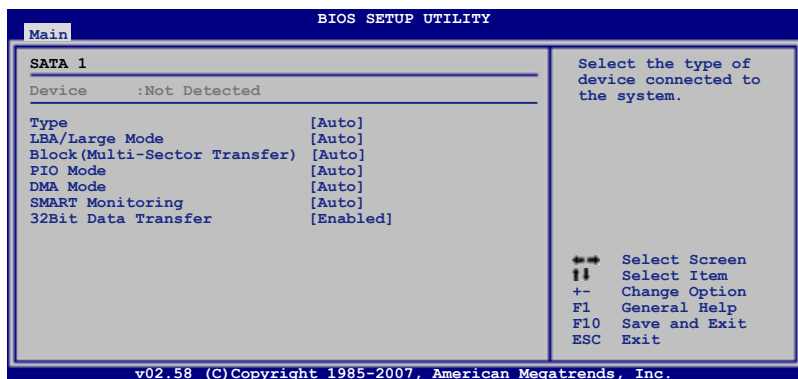 BIOS SETUP UTILITY
Main
SATA 1
Device :Not Detected
Type [Auto]
LBA/Large Mode [Auto]
Block(Multi-Sector Transfer) [Auto]
PIO Mode [Auto]
DMA Mode [Auto]
SMART Monitoring [Auto]
32Bit Data Transfer [Enabled]
Select the type of
device connected to
the system.
←→ Select Screen
↑↓ Select Item
+- Change Option
F1 General Help
F10 Save and Exit
ESC Exit
v02.58 (C)Copyright 1985-2007, American Megatrends, Inc.